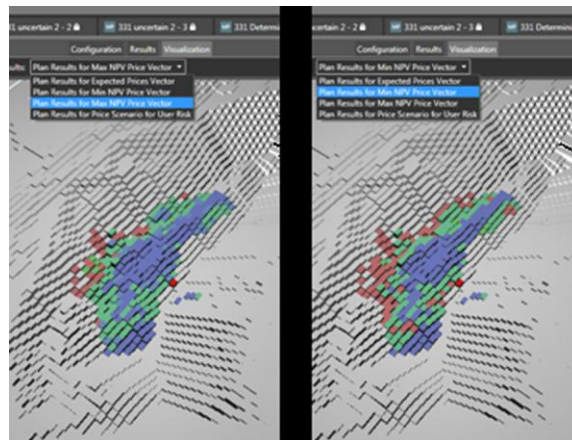 331 uncertain 2 - 2
331 uncertain 2 - 3
331 Determini
Configuration Results Visualization
Plan Results for Max NPV Price Vector
Plan Results for Expected Prices Vector
Plan Results for Min NPV Price Vector
Plan Results for Max NPV Price Vector
Plan Results for Price Scenario for User Risk
2 - 2
331 uncertain 2 - 3
331 Determini
Configuration Results Visualization
Plan Results for Min NPV Price Vector
Plan Results for Expected Prices Vector
Plan Results for Min NPV Price Vector
Plan Results for Max NPV Price Vector
Plan Results for Price Scenario for User Risk